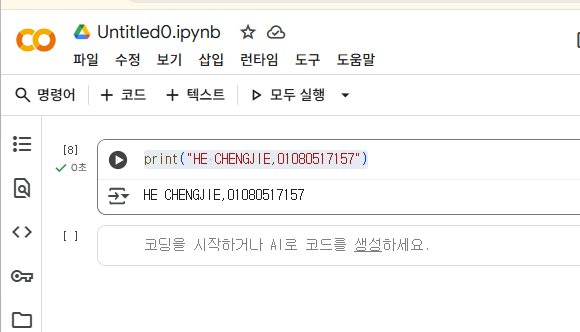 Untitled0.ipynb
파일 수정 보기 삽입 런타임 도구 도움말
명령어 + 코드 + 텍스트 모두 실행
[8] print("HE CHENGJIE,01080517157")
0초
HE CHENGJIE,01080517157
[ ] 코딩을 시작하거나 AI로 코드를 생성하세요.